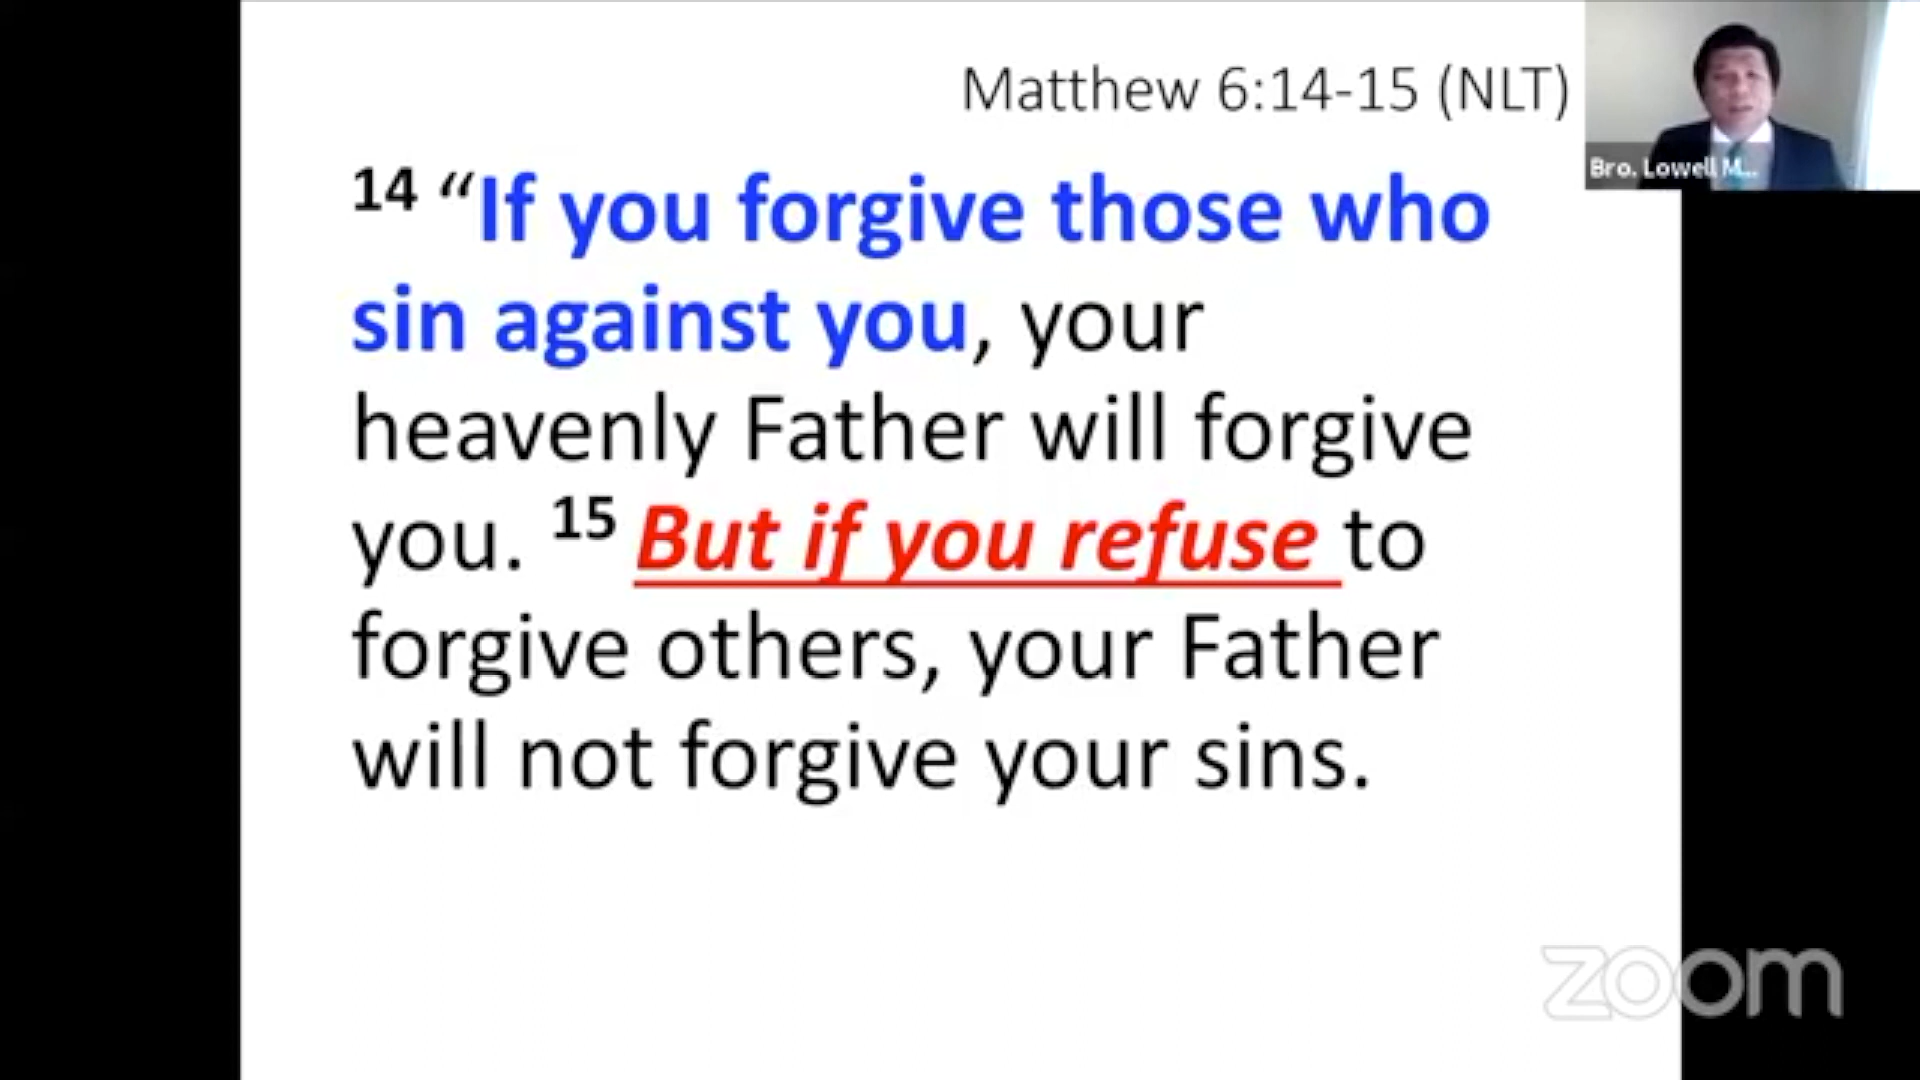 Matthew 6:14-15 (NLT)
Bro. Lowell M...
14 “If you forgive those who
sin against you, your
heavenly Father will forgive
you. 15 But if you refuse to
forgive others, your Father
will not forgive your sins.
zoom